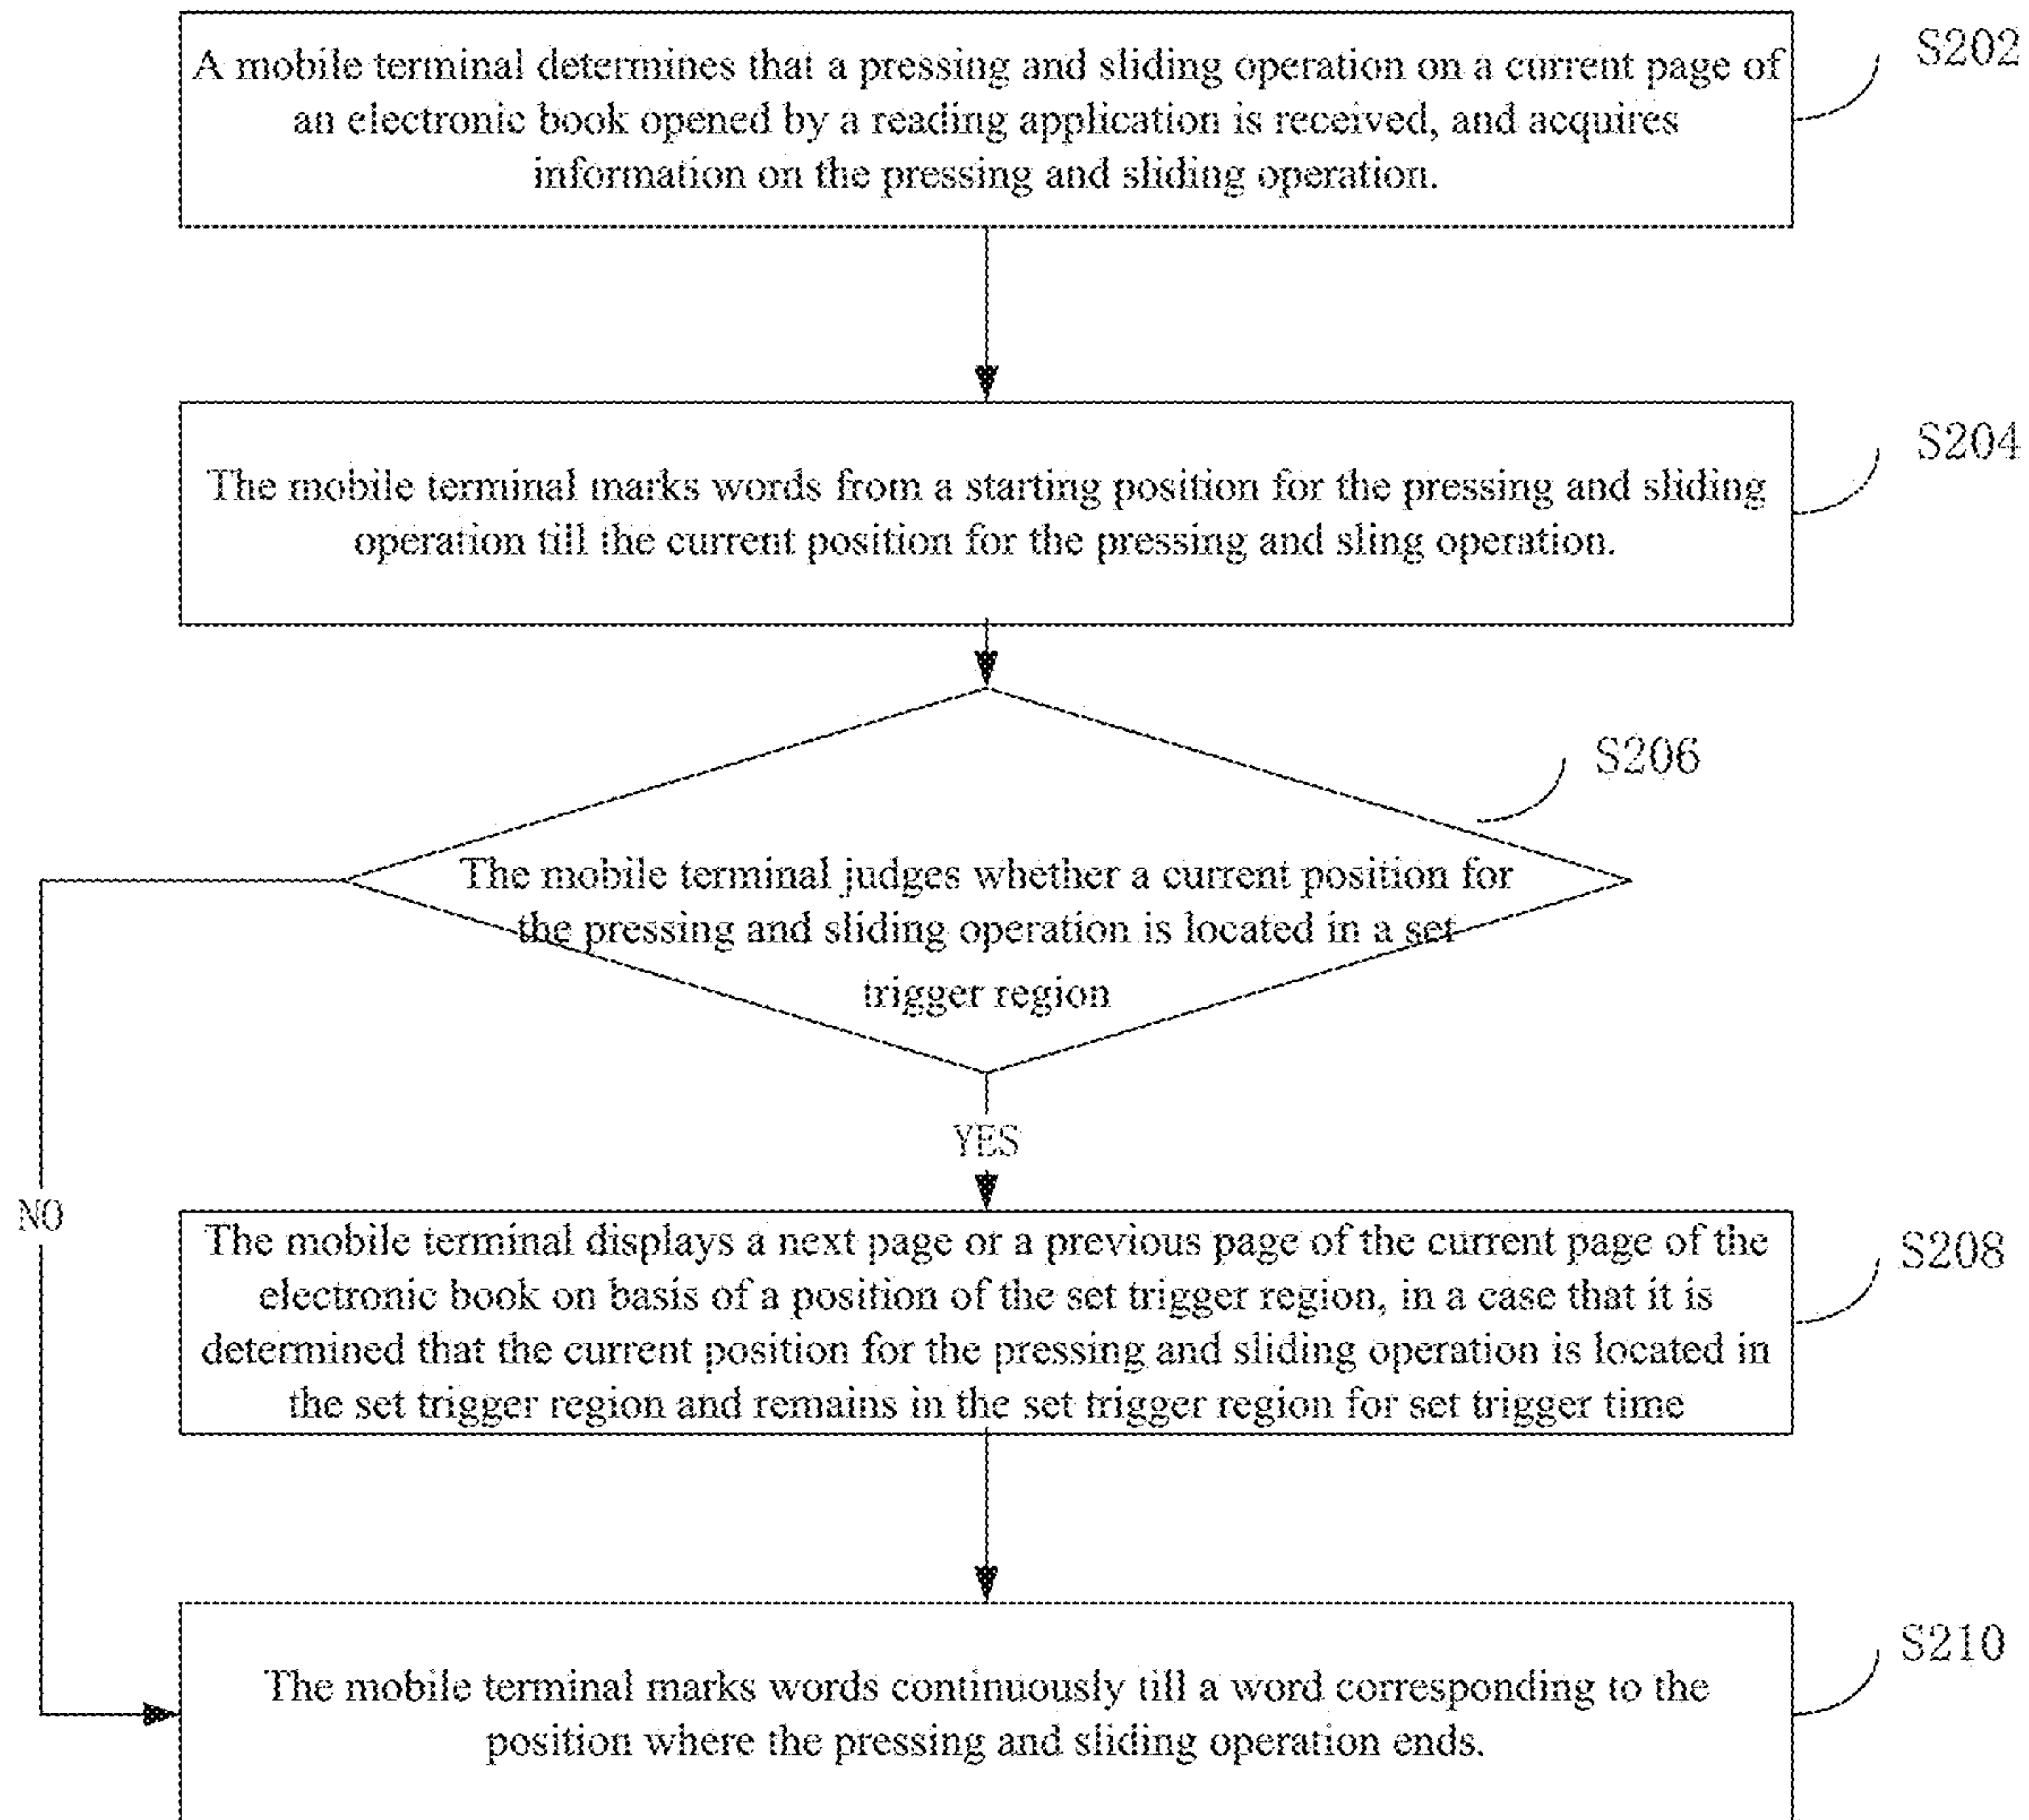 A mobile terminal determines that a pressing and sliding operation on a current page of
an electronic book opened by a reading application is received, and acquires
information on the pressing and sliding operation.
S202
The mobile terminal marks words from a starting position for the pressing and sliding
operation till the current position for the pressing and sling operation.
S204
S206
The mobile terminal judges whether a current position for
the pressing and sliding operation is located in a set
trigger region
YES
NO
The mobile terminal displays a next page or a previous page of the current page of the
electronic book on basis of a position of the set trigger region, in a case that it is
determined that the current position for the pressing and sliding operation is located in
the set trigger region and remains in the set trigger region for set trigger time
S208
The mobile terminal marks words continuously till a word corresponding to the
position where the pressing and sliding operation ends.
S210